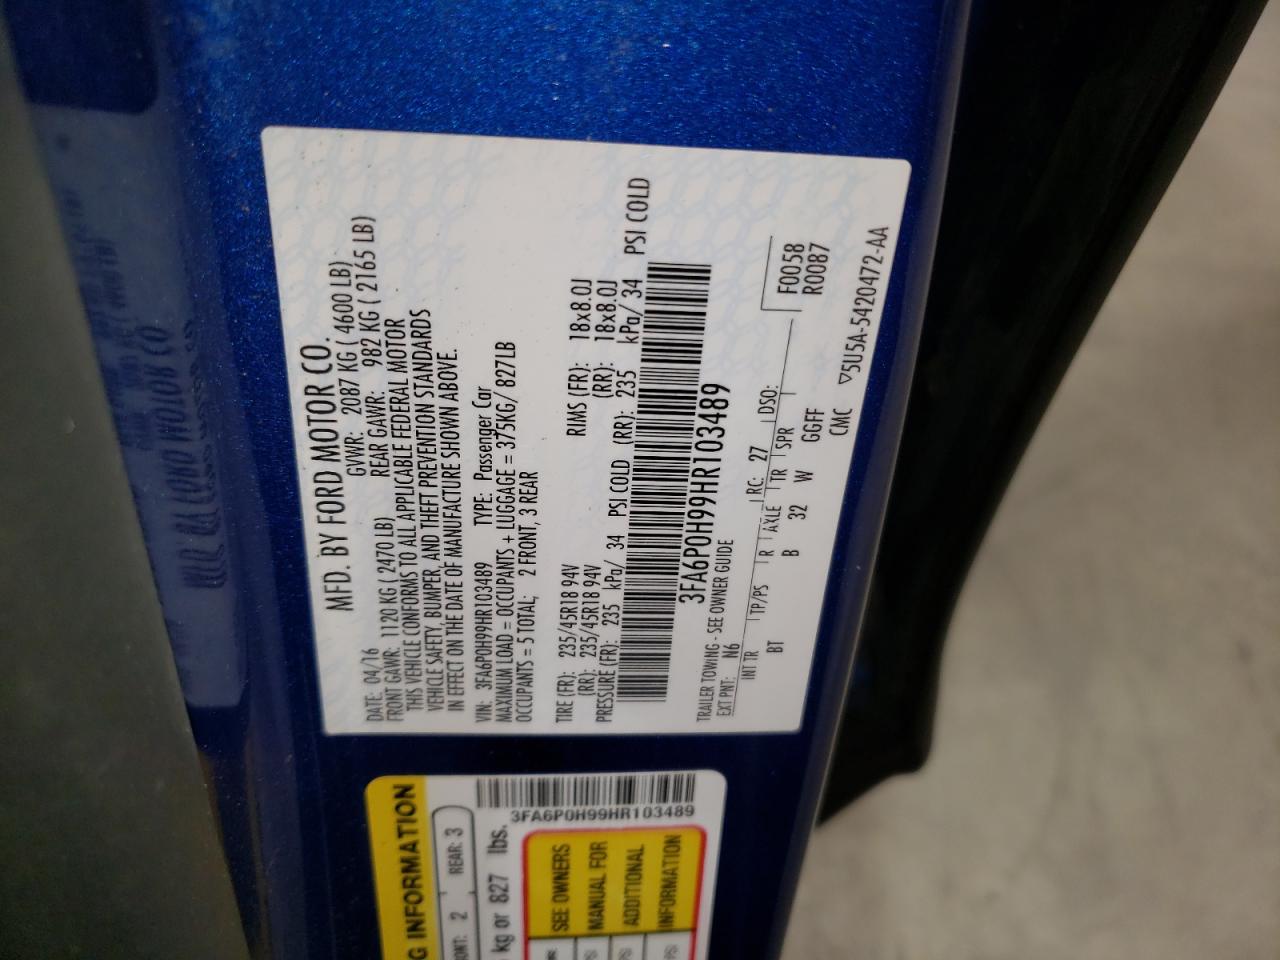 MFD. BY FORD MOTOR CO.
DATE: 04/16 GVWR: 2087 KG ( 4600 LB)
FRONT GAWR: 1120 KG ( 2470 LB) REAR GAWR: 982 KG ( 2165 LB)
THIS VEHICLE CONFORMS TO ALL APPLICABLE FEDERAL MOTOR
VEHICLE SAFETY, BUMPER, AND THEFT PREVENTION STANDARDS
IN EFFECT ON THE DATE OF MANUFACTURE SHOWN ABOVE.
VIN: 3FA6P0H99HR103489 TYPE: Passenger Car
MAXIMUM LOAD = OCCUPANTS + LUGGAGE = 375KG/ 827LB
OCCUPANTS = 5 TOTAL; 2 FRONT, 3 REAR
TIRE (FR): 235/45R18 94V RIMS (FR): 18x8.0J
(RR): 235/45R18 94V (RR): 18x8.0J
PRESSURE (FR): 235 kPa/ 34 PSI COLD (RR): 235 kPa/ 34 PSI COLD
3FA6P0H99HR103489
TRAILER TOWING - SEE OWNER GUIDE
EXT PNT: N6 RC: 27 DSO: F0058
R0087
INT TR TP/PS R AXLE TR SPR
BT B 32 W GGFF
CMC ▽5U5A-5420472-AA
G INFORMATION
ONT: 2 REAR: 3
kg or 827 lbs.
3FA6P0H99HR103489
SEE OWNERS
MANUAL FOR
ADDITIONAL
INFORMATION